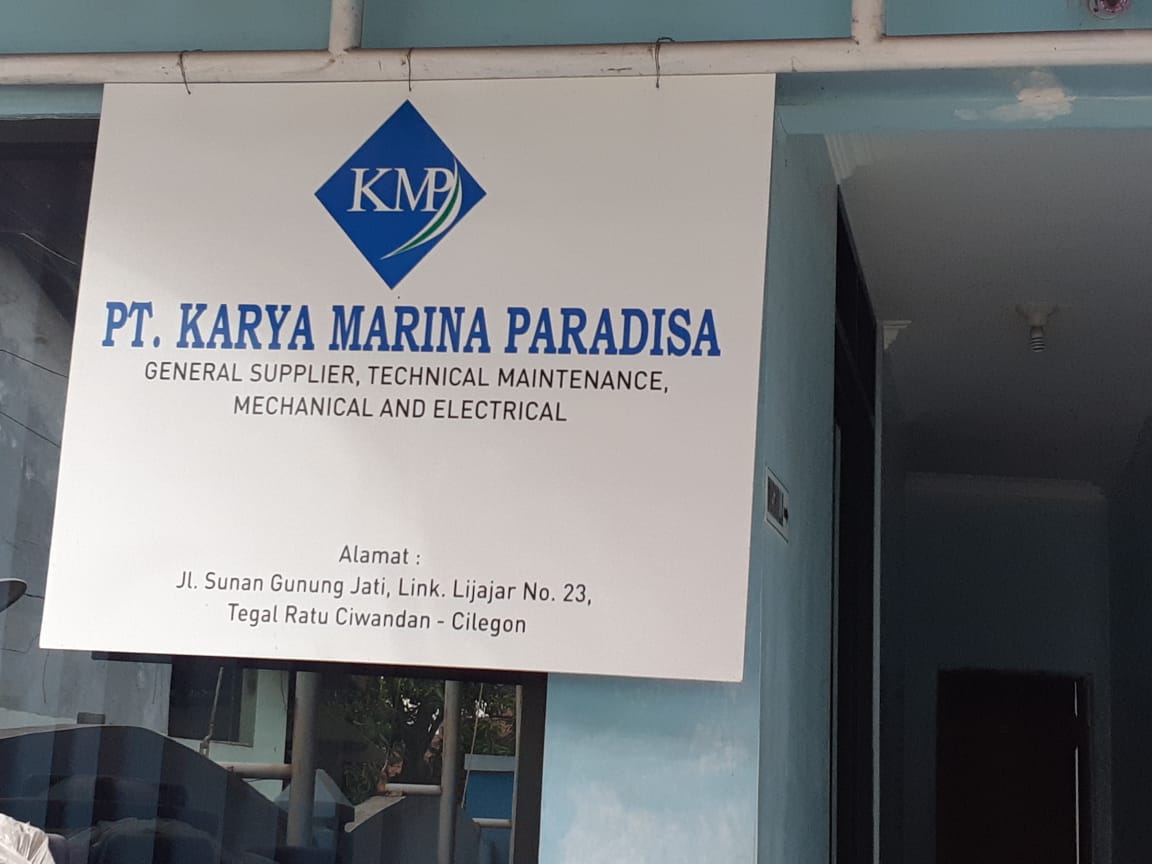 KMP
PT. KARYA MARINA PARADISA
GENERAL SUPPLIER, TECHNICAL MAINTENANCE,
MECHANICAL AND ELECTRICAL
Alamat :
Jl. Sunan Gunung Jati, Link. Lijajar No. 23,
Tegal Ratu Ciwandan - Cilegon